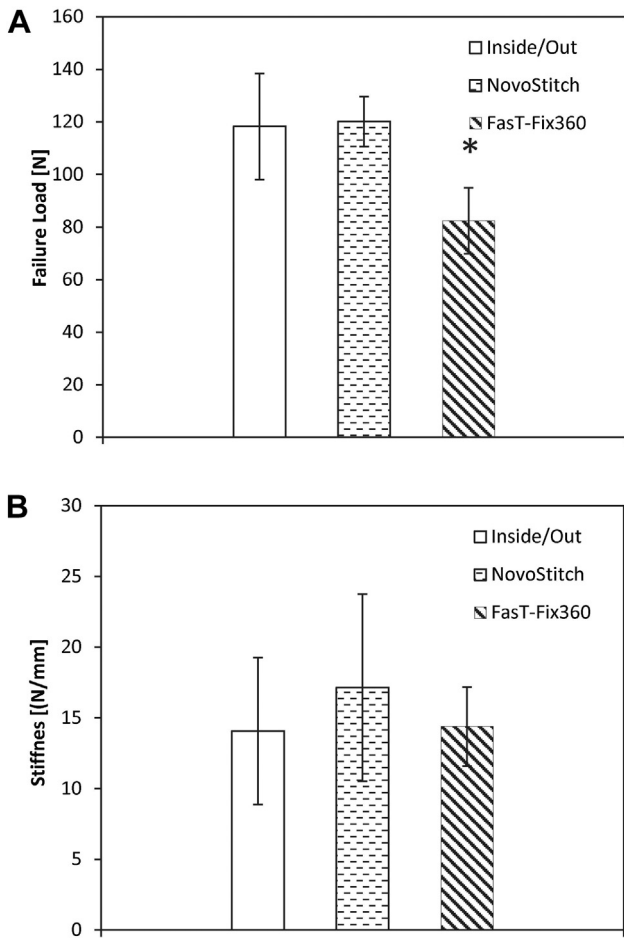 A
160
140
120
100
80
60
40
20
0
Failure Load [N]
Inside/Out
NovoStitch
FasT-Fix360
*
B
30
25
20
15
10
5
0
Stiffnes [(N/mm]
Inside/Out
NovoStitch
FasT-Fix360